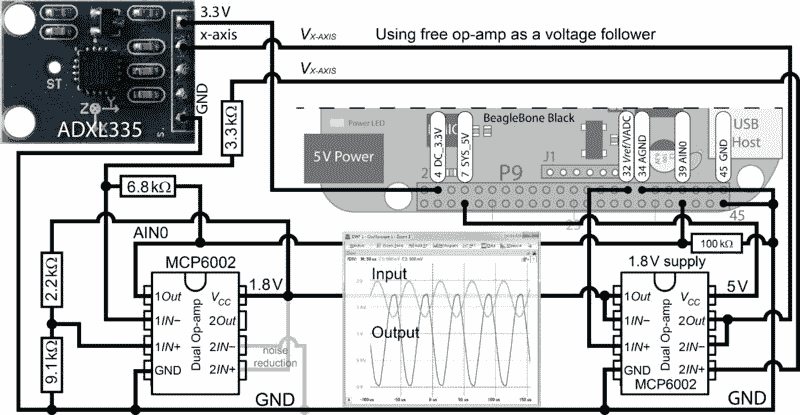 3.3V
x-axis
V X-AXIS
Using free op-amp as a voltage follower
V X-AXIS
GND
ST
Z
Y
ADXL335
3.3kΩ
BeagleBone Black
Power LED
5V Power
4 DC_3.3V
7 SYS_5V
P9
J1
32 Vref/VADC
34 AGND
39 AIN0
45 GND
USB
Host
2
25
45
6.8kΩ
100kΩ
AIN0
MCP6002
1.8V
2.2kΩ
9.1kΩ
1Out
1IN-
1IN+
GND
Dual Op-amp
VCC
2Out
2IN-
2IN+
noise
reduction
Input
Output
1.8V supply
5V
1Out
1IN-
1IN+
GND
Dual Op-amp
VCC
2Out
2IN-
2IN+
MCP6002
GND
GND